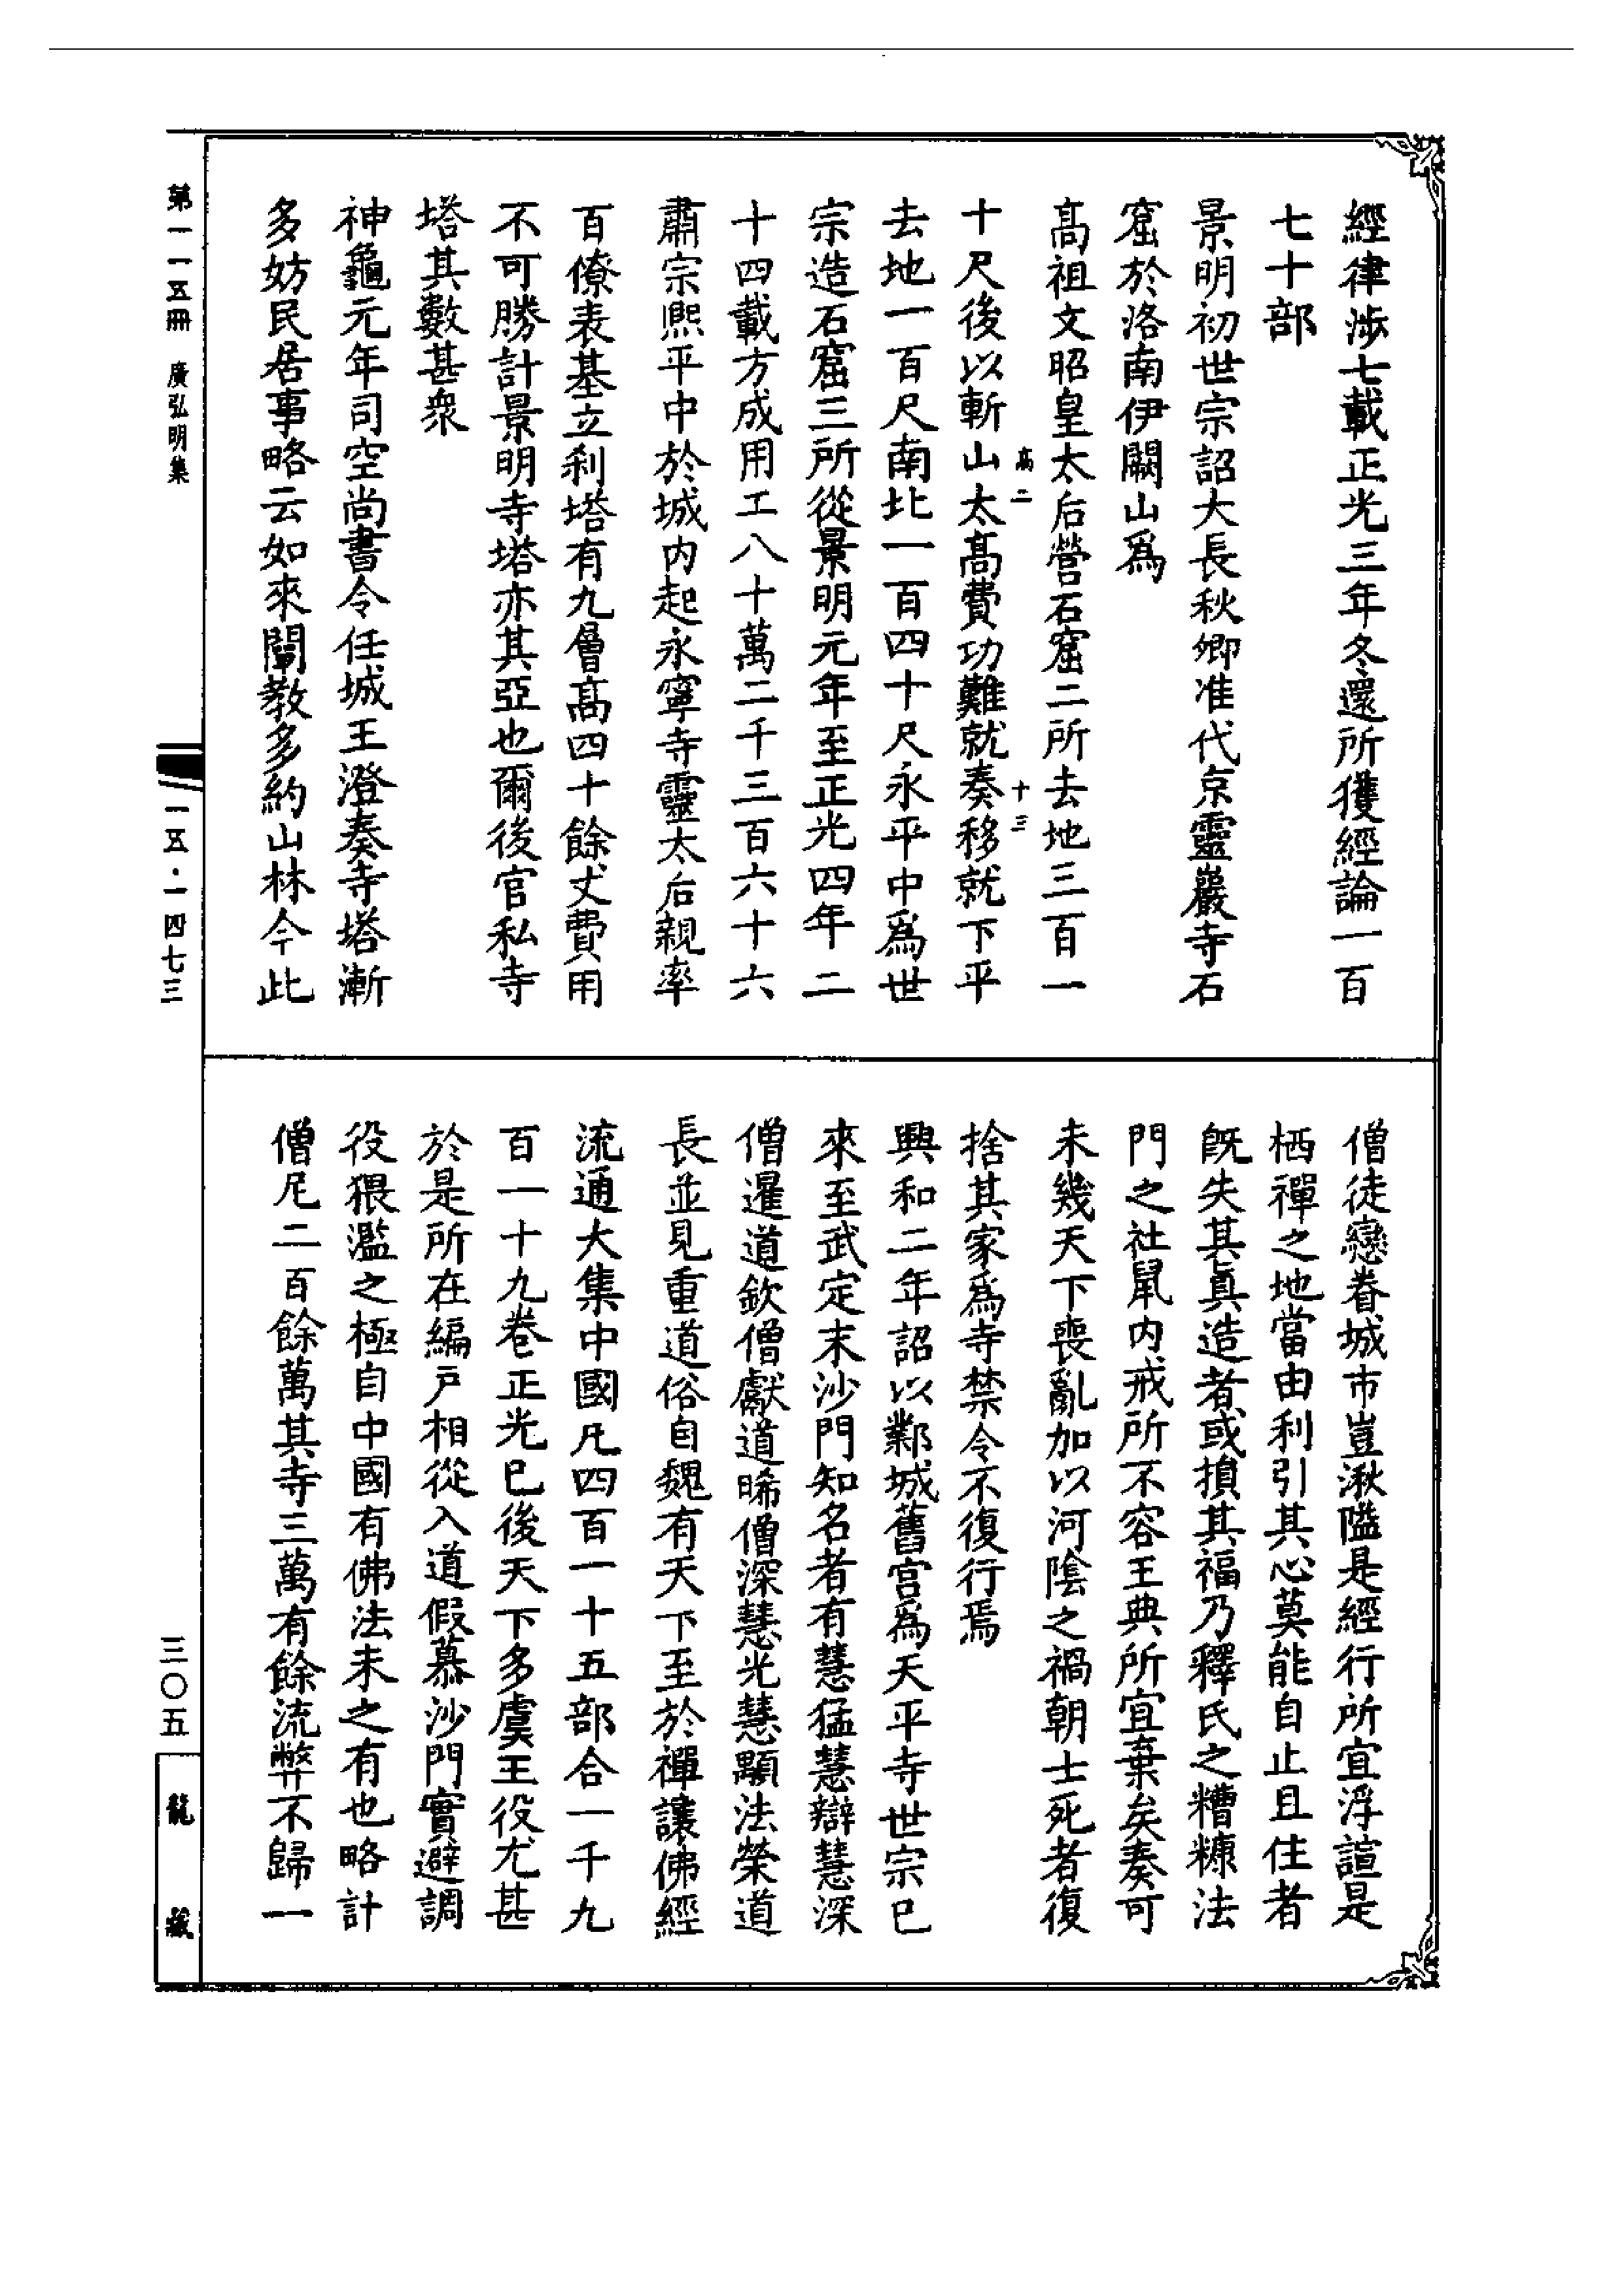 經律涉七載正光三年冬還所獲經論一百
七十部
景明初世宗詔大長秋卿准代京靈巖寺石
窟於洛南伊闕山爲
高祖文昭皇太后營石窟二所去地三百一
高二 十三
十尺後以斬山太高費功難就奏移就下平
去地一百尺南北一百四十尺永平中爲世
宗造石窟三所從景明元年至正光四年二
十四載方成用工八十萬二千三百六十六
肅宗熈平中於城内起永寧寺靈太后親率
百僚表基立刹塔有九層高四十餘丈費用
不可勝計景明寺塔亦其亞也爾後官私寺
塔其數甚衆
神龜元年司空尚書令任城王澄奏寺塔漸
多妨民居事略云如來闡教多約山林今此
僧徒戀眷城市豈湫隘是經行所宜浮諠是
栖禪之地當由利引其心莫能自止且住者
旣失其眞造者或損其福乃釋氏之糟糠法
門之社鼠内戒所不容王典所宜棄矣奏可
未幾天下喪亂加以河陰之禍朝士死者復
捨其家爲寺禁令不復行焉
興和二年詔以鄴城舊宮爲天平寺世宗已
來至武定末沙門知名者有慧猛慧辯慧深
僧暹道欽僧獻道晞僧深慧光慧顯法榮道
長並見重道俗自魏有天下至於禪讓佛經
流通大集中國凡四百一十五部合一千九
百一十九卷正光已後天下多虞王役尤甚
於是所在編戶相從入道假慕沙門實避調
役猥濫之極自中國有佛法未之有也略計
僧尼二百餘萬其寺三萬有餘流弊不歸一
第一一五冊 廣弘明集
一五·一四七三
三〇五
龍藏